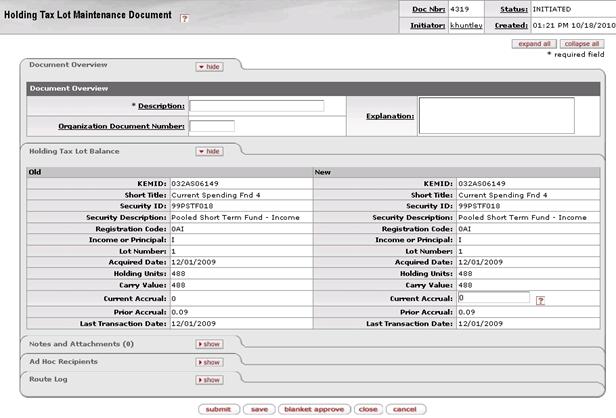 Holding Tax Lot Maintenance Document ?
Doc Nbr: 4319 Status: INITIATED
Initiator: khuntley Created: 01:21 PM 10/18/2010
expand all collapse all
* required field
Document Overview hide
Document Overview
* Description: Explanation:
Organization Document Number:
Holding Tax Lot Balance hide
Old New
KEMID: 032AS06149 KEMID: 032AS06149
Short Title: Current Spending Fnd 4 Short Title: Current Spending Fnd 4
Security ID: 99PSTF018 Security ID: 99PSTF018
Security Description: Pooled Short Term Fund - Income Security Description: Pooled Short Term Fund - Income
Registration Code: 0AI Registration Code: 0AI
Income or Principal: I Income or Principal: I
Lot Number: 1 Lot Number: 1
Acquired Date: 12/01/2009 Acquired Date: 12/01/2009
Holding Units: 488 Holding Units: 488
Carry Value: 488 Carry Value: 488
Current Accrual: 0 Current Accrual: 0 ?
Prior Accrual: 0.09 Prior Accrual: 0.09
Last Transaction Date: 12/01/2009 Last Transaction Date: 12/01/2009
Notes and Attachments (0) show
Ad Hoc Recipients show
Route Log show
submit save blanket approve close cancel